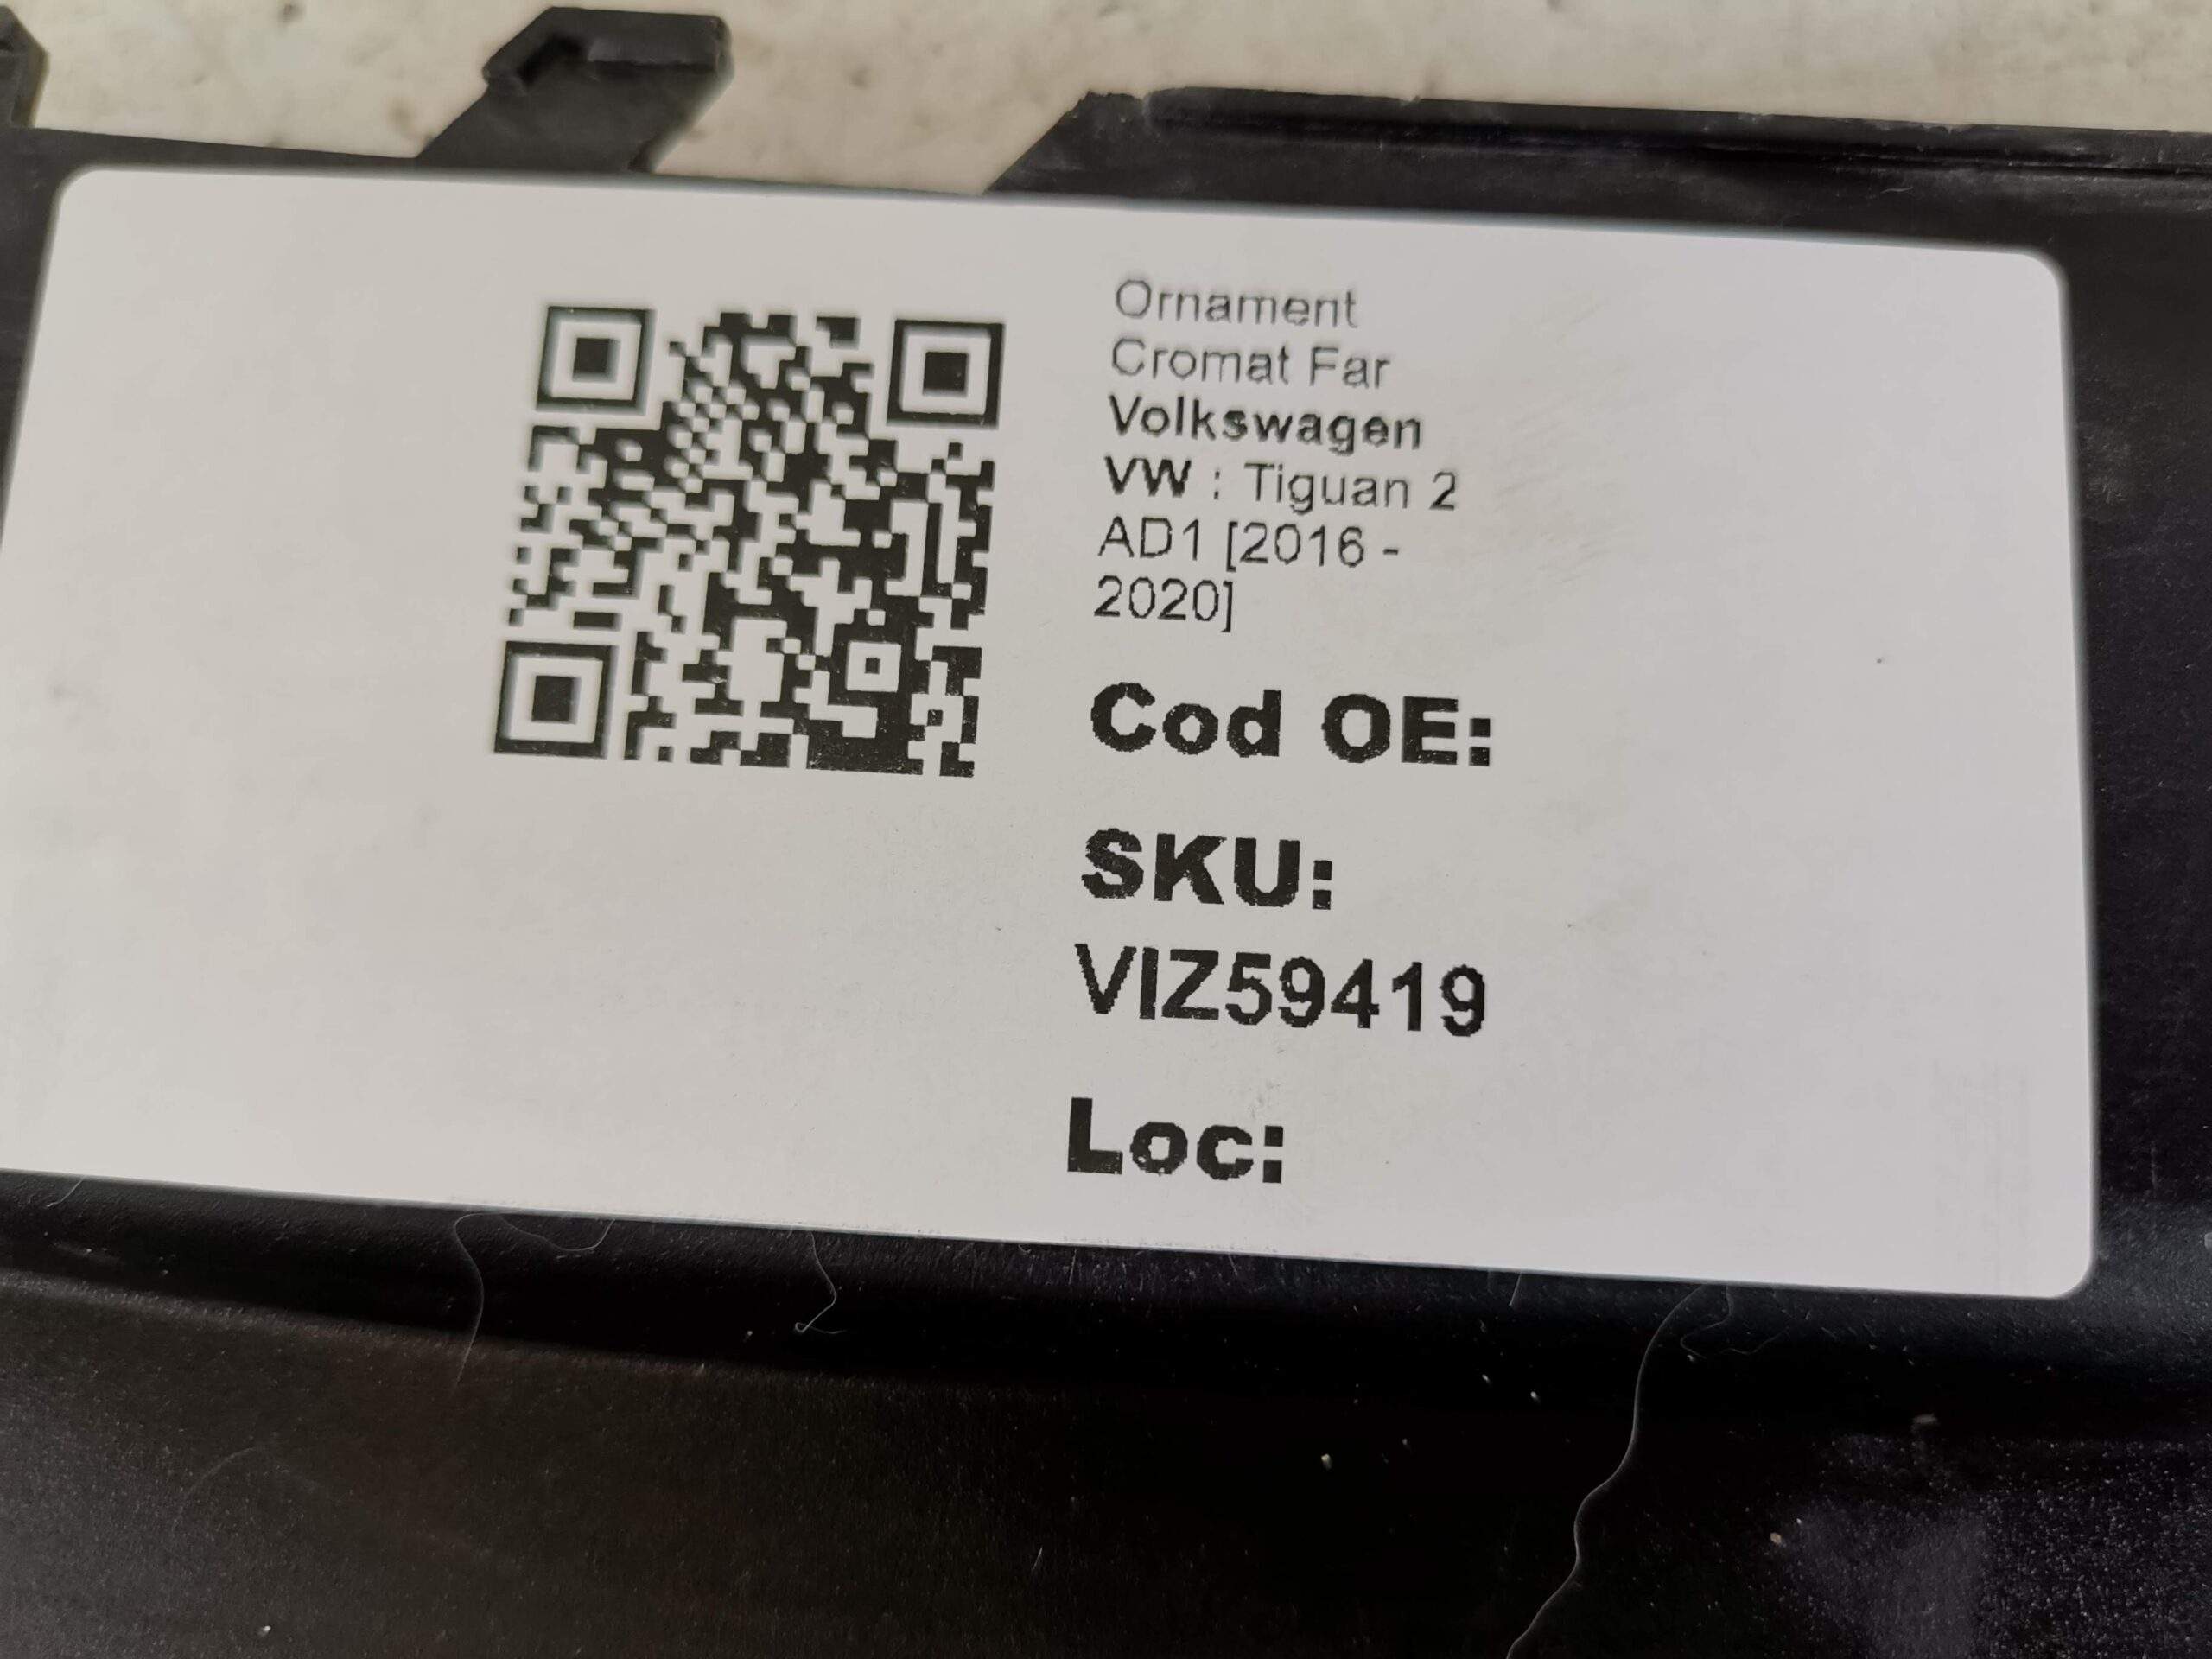 Ornament
Cromat Far
Volkswagen
VW : Tiguan 2
AD1 [2016 -
2020]
Cod OE:
SKU:
VIZ59419
Loc: